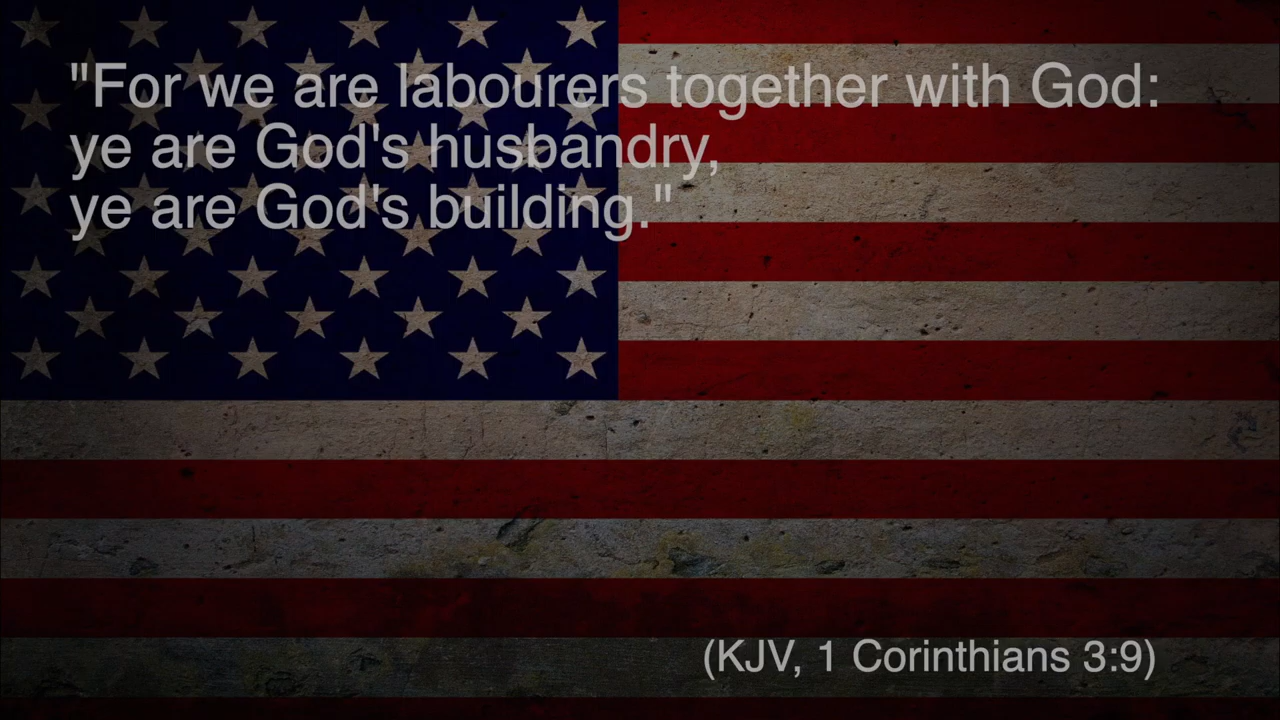 "For we are labourers together with God:
ye are God's husbandry,
ye are God's building."
(KJV, 1 Corinthians 3:9)